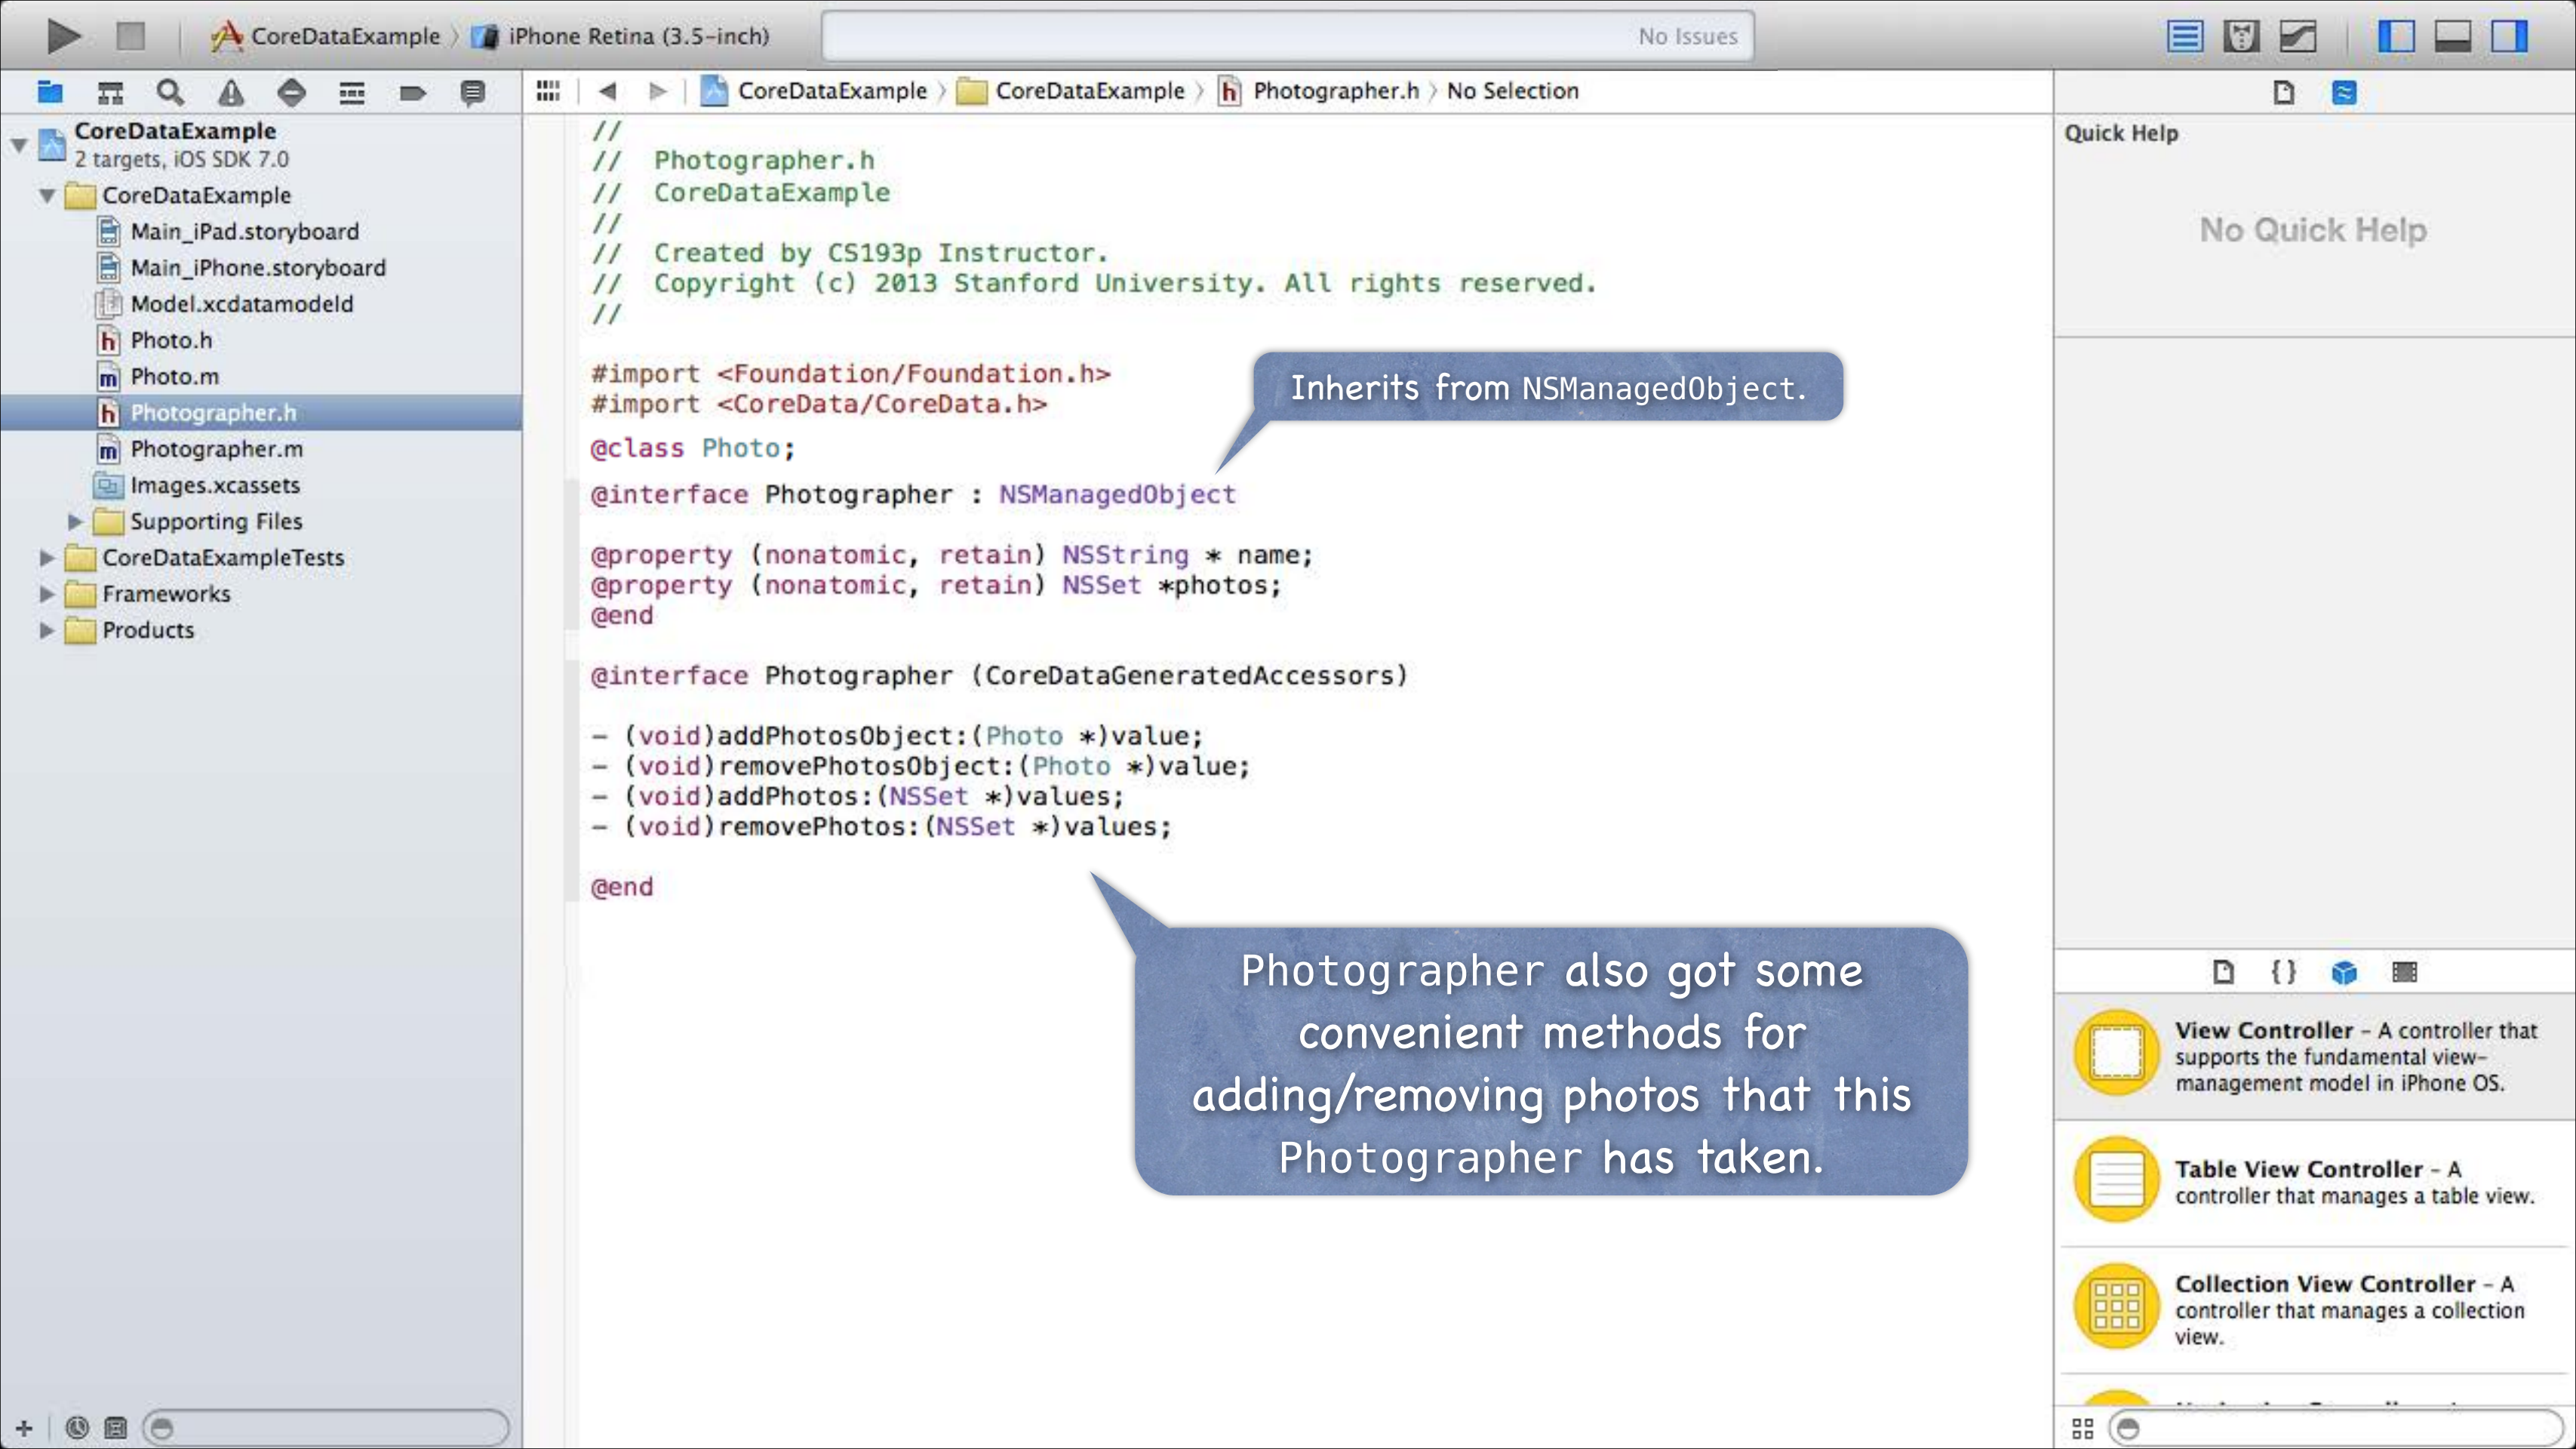 CoreDataExample
iPhone Retina (3.5-inch)
No Issues
CoreDataExample
CoreDataExample
Photographer.h
No Selection
CoreDataExample
2 targets, iOS SDK 7.0
CoreDataExample
Main_iPad.storyboard
Main_iPhone.storyboard
Model.xcdatamodeld
Photo.h
Photo.m
Photographer.h
Photographer.m
Images.xcassets
Supporting Files
CoreDataExampleTests
Frameworks
Products
//
//  Photographer.h
//  CoreDataExample
//
//  Created by CS193p Instructor.
//  Copyright (c) 2013 Stanford University. All rights reserved.
//
#import <Foundation/Foundation.h>
#import <CoreData/CoreData.h>
@class Photo;
@interface Photographer : NSManagedObject
@property (nonatomic, retain) NSString * name;
@property (nonatomic, retain) NSSet *photos;
@end
@interface Photographer (CoreDataGeneratedAccessors)
- (void)addPhotosObject:(Photo *)value;
- (void)removePhotosObject:(Photo *)value;
- (void)addPhotos:(NSSet *)values;
- (void)removePhotos:(NSSet *)values;
@end
Inherits from NSManagedObject.
Photographer also got some
convenient methods for
adding/removing photos that this
Photographer has taken.
Quick Help
No Quick Help
View Controller - A controller that
supports the fundamental view-
management model in iPhone OS.
Table View Controller - A
controller that manages a table view.
Collection View Controller - A
controller that manages a collection
view.